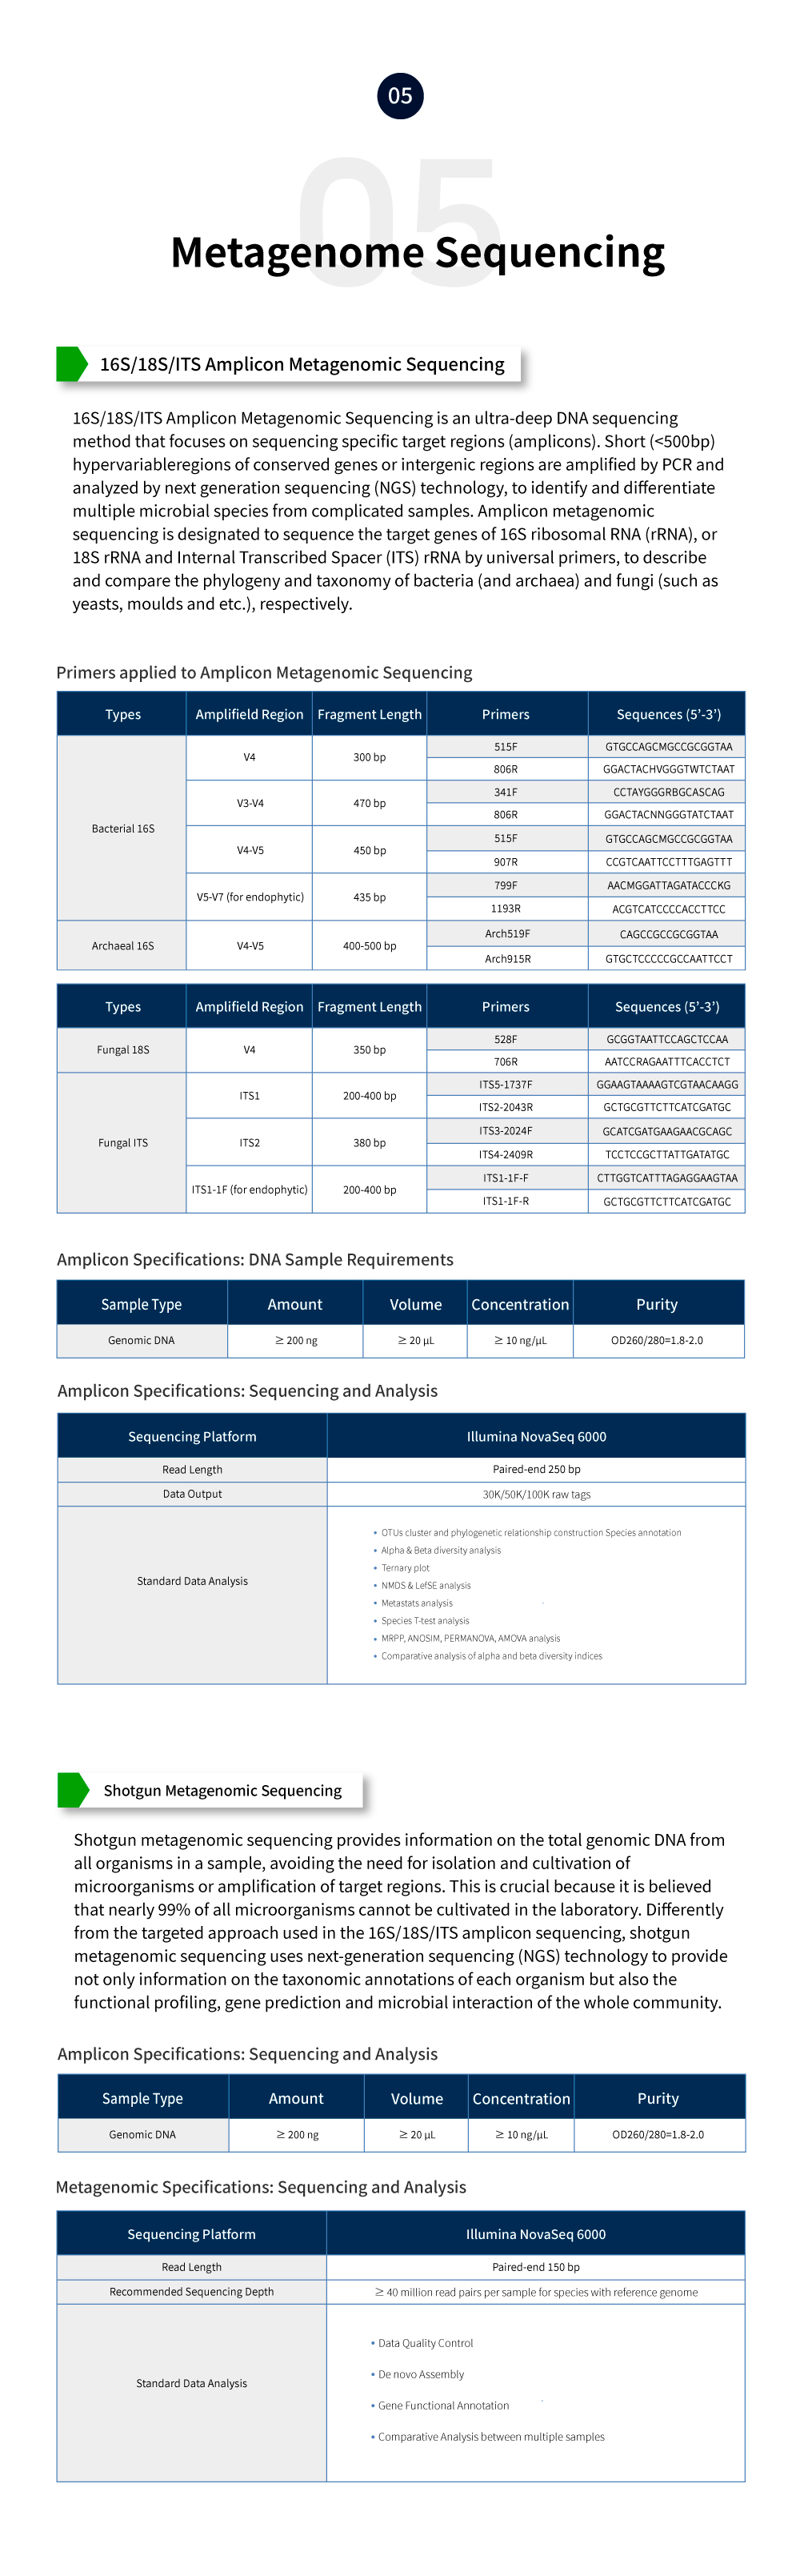 05
05
Metagenome Sequencing
16S/18S/ITS Amplicon Metagenomic Sequencing
16S/18S/ITS Amplicon Metagenomic Sequencing is an ultra-deep DNA sequencing
method that focuses on sequencing specific target regions (amplicons). Short (<500bp)
hypervariableregions of conserved genes or intergenic regions are amplified by PCR and
analyzed by next generation sequencing (NGS) technology, to identify and differentiate
multiple microbial species from complicated samples. Amplicon metagenomic
sequencing is designated to sequence the target genes of 16S ribosomal RNA (rRNA), or
18S rRNA and Internal Transcribed Spacer (ITS) rRNA by universal primers, to describe
and compare the phylogeny and taxonomy of bacteria (and archaea) and fungi (such as
yeasts, moulds and etc.), respectively.
Primers applied to Amplicon Metagenomic Sequencing
Types Amplifield Region Fragment Length Primers Sequences (5'-3')
Bacterial 16S
V4 300 bp
515F GTGCCAGCMGCCGCGGTAA
806R GGACTACHVGGGTWTCTAAT
V3-V4 470 bp
341F CCTAYGGGRBGCASCAG
806R GGACTACNNGGGTATCTAAT
V4-V5 450 bp
515F GTGCCAGCMGCCGCGGTAA
907R CCGTCAATTCCTTTGAGTTT
V5-V7 (for endophytic) 435 bp
799F AACMGGATTAGATACCCKG
1193R ACGTCATCCCCACCTTCC
Archaeal 16S V4-V5 400-500 bp
Arch519F CAGCCGCCGCGGTAA
Arch915R GTGCTCCCCCGCCAATTCCT
Types Amplifield Region Fragment Length Primers Sequences (5'-3')
Fungal 18S V4 350 bp
528F GCGGTAATTCCAGCTCCAA
706R AATCCRAGAATTTCACCTCT
Fungal ITS
ITS1 200-400 bp
ITS5-1737F GGAAGTAAAAGTCGTAACAAGG
ITS2-2043R GCTGCGTTCTTCATCGATGC
ITS2 380 bp
ITS3-2024F GCATCGATGAAGAACGCAGC
ITS4-2409R TCCTCCGCTTATTGATATGC
ITS1-1F (for endophytic) 200-400 bp
ITS1-1F-F CTTGGTCATTTAGAGGAAGTAA
ITS1-1F-R GCTGCGTTCTTCATCGATGC
Amplicon Specifications: DNA Sample Requirements
Sample Type Amount Volume Concentration Purity
Genomic DNA ≥ 200 ng ≥ 20 μL ≥ 10 ng/μL OD260/280=1.8-2.0
Amplicon Specifications: Sequencing and Analysis
Sequencing Platform Illumina NovaSeq 6000
Read Length Paired-end 250 bp
Data Output 30K/50K/100K raw tags
Standard Data Analysis
• OTUs cluster and phylogenetic relationship construction Species annotation
• Alpha & Beta diversity analysis
• Ternary plot
• NMDS & LefSE analysis
• Metastats analysis
• Species T-test analysis
• MRPP, ANOSIM, PERMANOVA, AMOVA analysis
• Comparative analysis of alpha and beta diversity indices
Shotgun Metagenomic Sequencing
Shotgun metagenomic sequencing provides information on the total genomic DNA from
all organisms in a sample, avoiding the need for isolation and cultivation of
microorganisms or amplification of target regions. This is crucial because it is believed
that nearly 99% of all microorganisms cannot be cultivated in the laboratory. Differently
from the targeted approach used in the 16S/18S/ITS amplicon sequencing, shotgun
metagenomic sequencing uses next-generation sequencing (NGS) technology to provide
not only information on the taxonomic annotations of each organism but also the
functional profiling, gene prediction and microbial interaction of the whole community.
Amplicon Specifications: Sequencing and Analysis
Sample Type Amount Volume Concentration Purity
Genomic DNA ≥ 200 ng ≥ 20 μL ≥ 10 ng/μL OD260/280=1.8-2.0
Metagenomic Specifications: Sequencing and Analysis
Sequencing Platform Illumina NovaSeq 6000
Read Length Paired-end 150 bp
Recommended Sequencing Depth ≥ 40 million read pairs per sample for species with reference genome
Standard Data Analysis
• Data Quality Control
• De novo Assembly
• Gene Functional Annotation
• Comparative Analysis between multiple samples